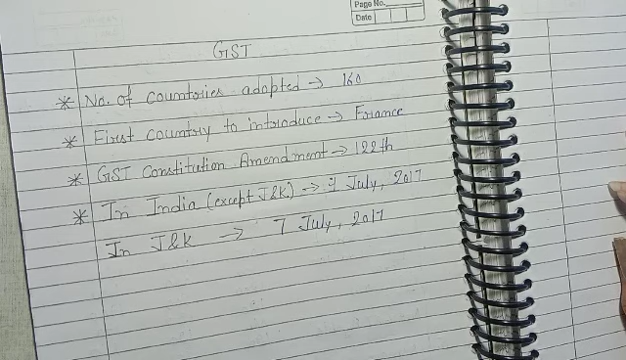 Page No.
Date
GST
* No. of countries adopted → 160
* First country to introduce → France
* GST Constitution Amendment → 122th
* In India (except J&K) → 1 July, 2017
In J&K → 7 July, 2017